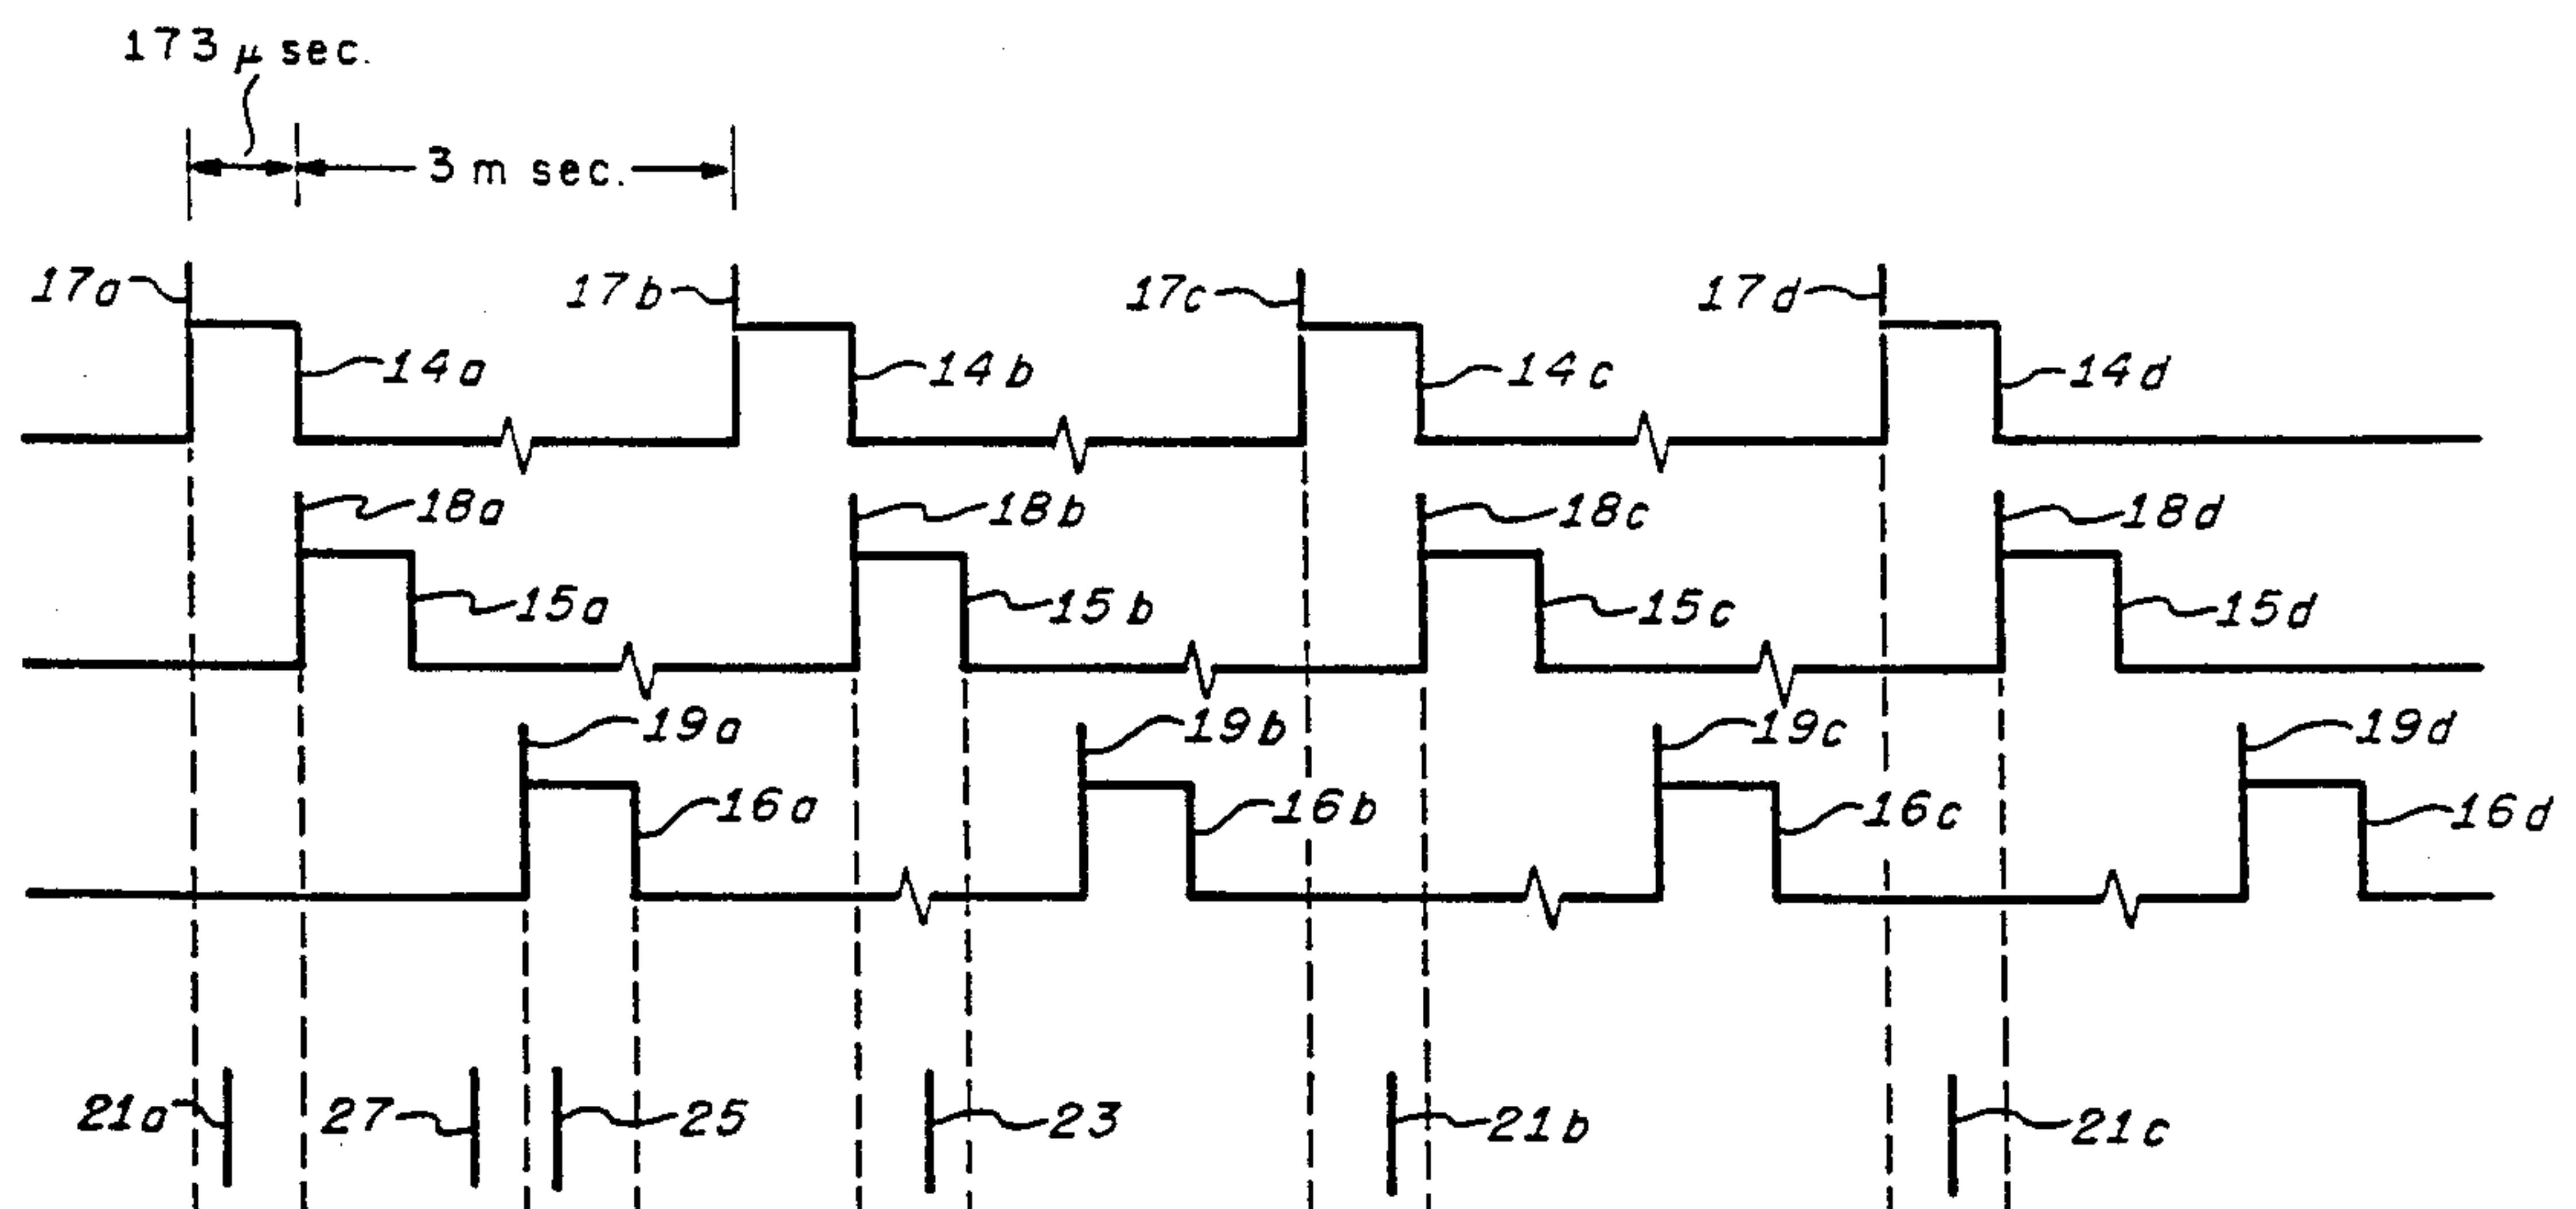 173 μ sec.
3 m sec.
17a 17b 17c 17d
14a 14b 14c 14d
18a 18b 18c 18d
15a 15b 15c 15d
19a 19b 19c 19d
16a 16b 16c 16d
21a 27 25 23 21b 21c